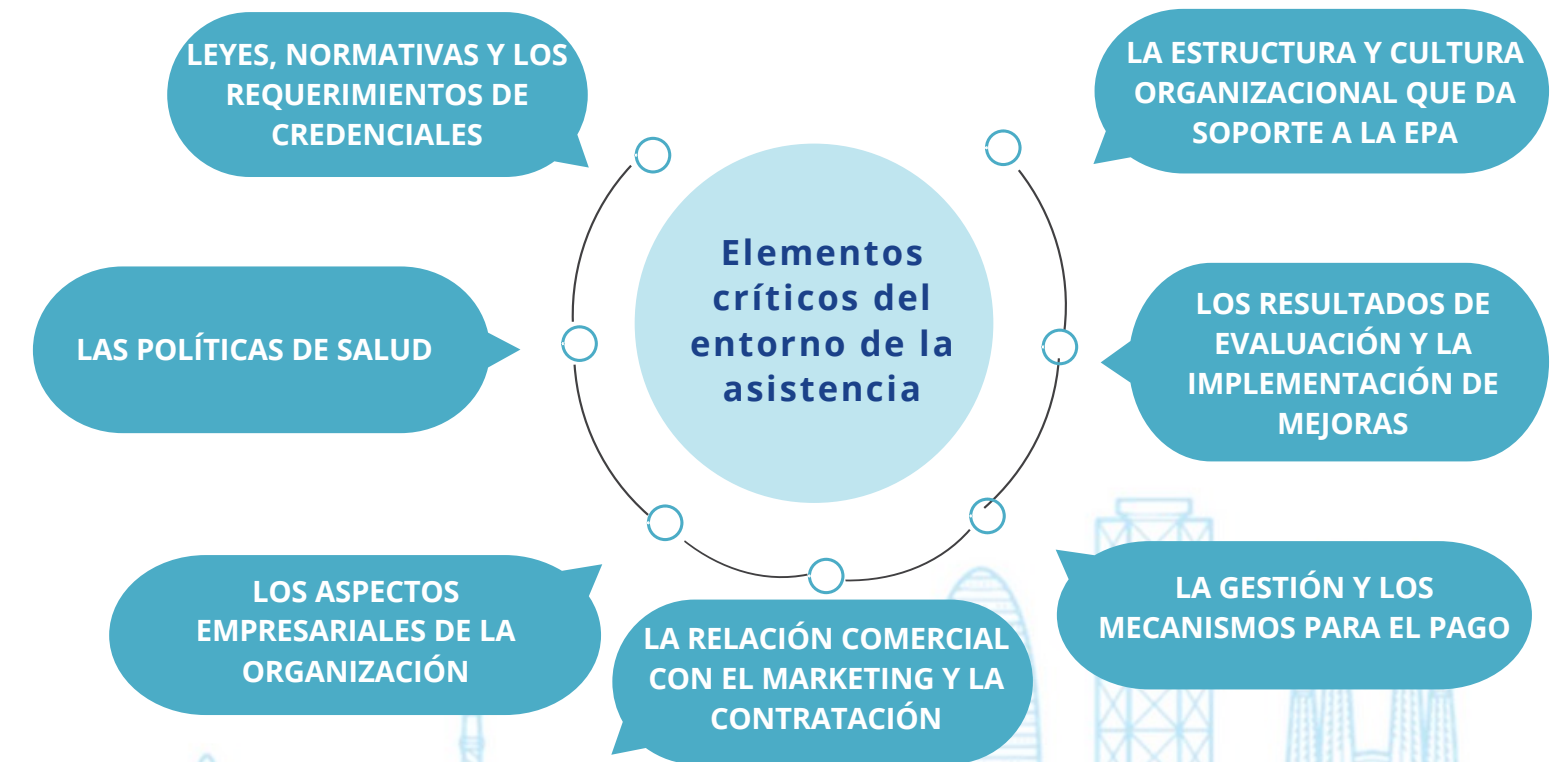 LEYES, NORMATIVAS Y LOS
REQUERIMIENTOS DE
CREDENCIALES
LA ESTRUCTURA Y CULTURA
ORGANIZACIONAL QUE DA
SOPORTE A LA EPA
Elementos
críticos del
entorno de la
asistencia
LAS POLÍTICAS DE SALUD
LOS RESULTADOS DE
EVALUACIÓN Y LA
IMPLEMENTACIÓN DE
MEJORAS
LOS ASPECTOS
EMPRESARIALES DE LA
ORGANIZACIÓN
LA RELACIÓN COMERCIAL
CON EL MARKETING Y LA
CONTRATACIÓN
LA GESTIÓN Y LOS
MECANISMOS PARA EL PAGO